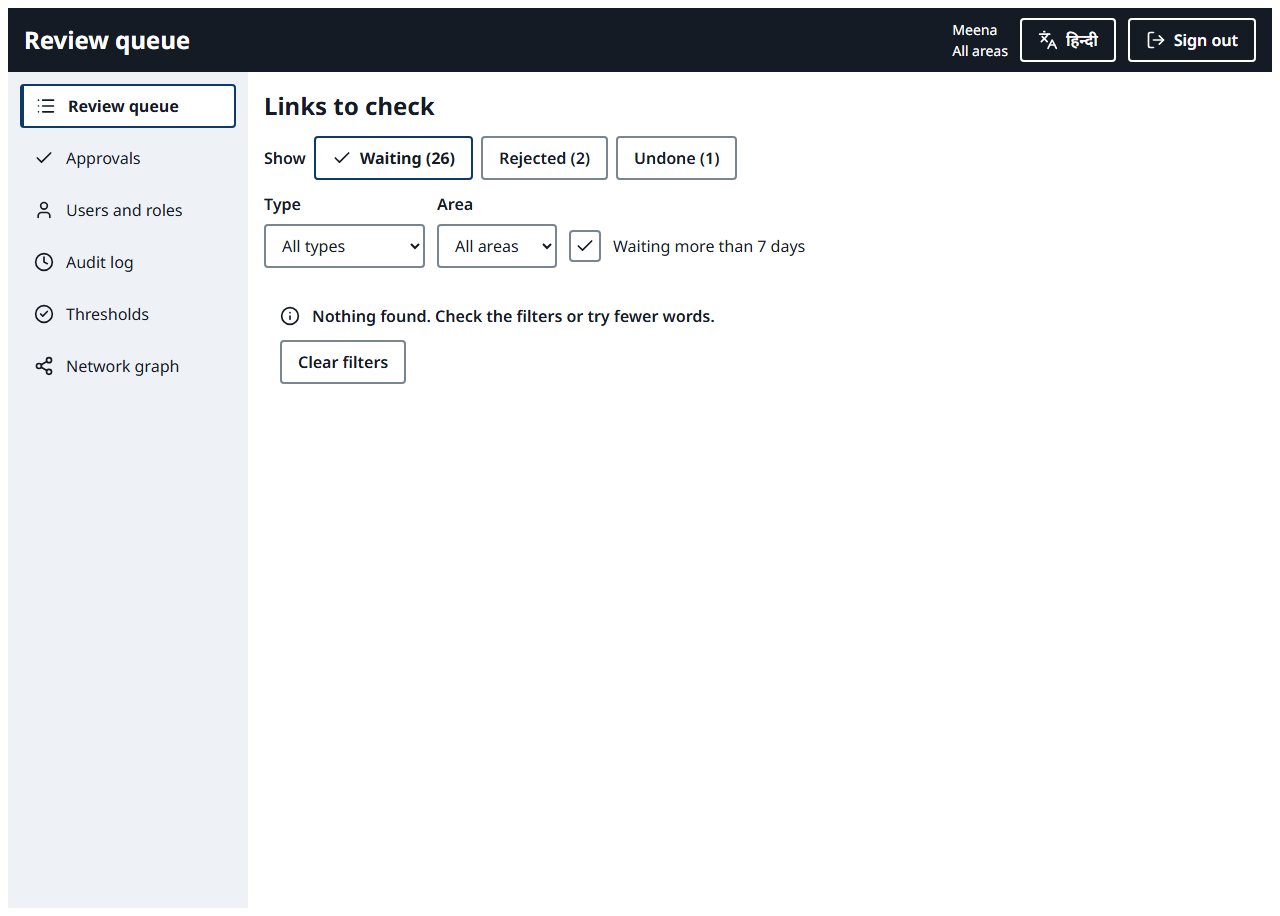 Review queue
Meena
All areas
हिन्दी
Sign out
Review queue
Approvals
Users and roles
Audit log
Thresholds
Network graph
Links to check
Show
Waiting (26)
Rejected (2)
Undone (1)
Type
Area
All types
All areas
Waiting more than 7 days
Nothing found. Check the filters or try fewer words.
Clear filters